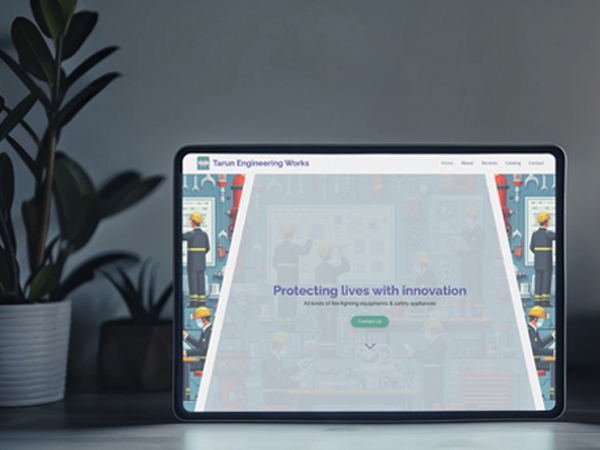 Tarun Engineering Works
Home About Services Catalog Contact
Protecting lives with innovation
All kinds of fire fighting equipments & safety appliances
Contact Us